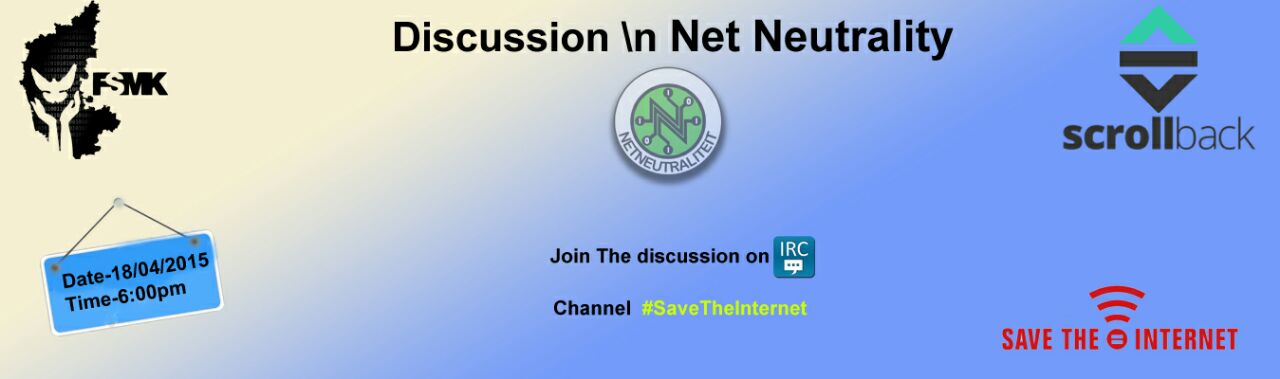 Discussion \n Net Neutrality
FSMK
NETNEUTRALITEIT
scrollback
Date-18/04/2015
Time-6:00pm
Join The discussion on IRC
Channel #SaveTheInternet
SAVE THE INTERNET